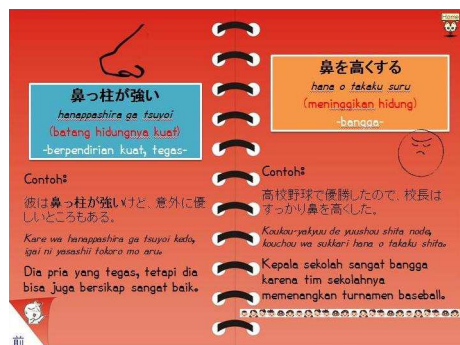 鼻っ柱が強い
hanappashira ga tsuyoi
(batang hidungnya kuat)
-berpendirian kuat, tegas-
Contoh:
彼は鼻っ柱が強いけど、意外に優
しいところもある。
Kare wa hanappashira ga tsuyoi kedo,
igai ni yasashii tokoro mo aru.
Dia pria yang tegas, tetapi dia
bisa juga bersikap sangat baik.
前
鼻を高くする
hana o takaku suru
(meninggikan hidung)
-bangga-
Contoh:
高校野球で優勝したので、校長は
すっかり鼻を高くした。
Koukou-yakyuu de yuushou shita node,
kouchou wa sukkari hana o takaku shita.
Kepala sekolah sangat bangga
karena tim sekolahnya
memenangkan turnamen baseball.